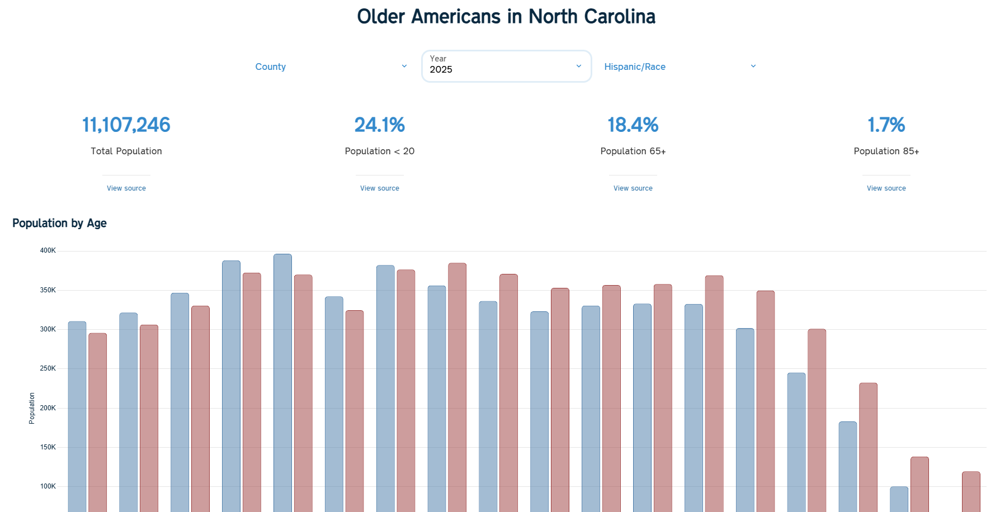 Older Americans in North Carolina
County
Year
2025
Hispanic/Race
11,107,246
24.1%
18.4%
1.7%
Total Population
Population < 20
Population 65+
Population 85+
View source
View source
View source
View source
Population by Age
400K
350K
300K
250K
200K
150K
100K
Population